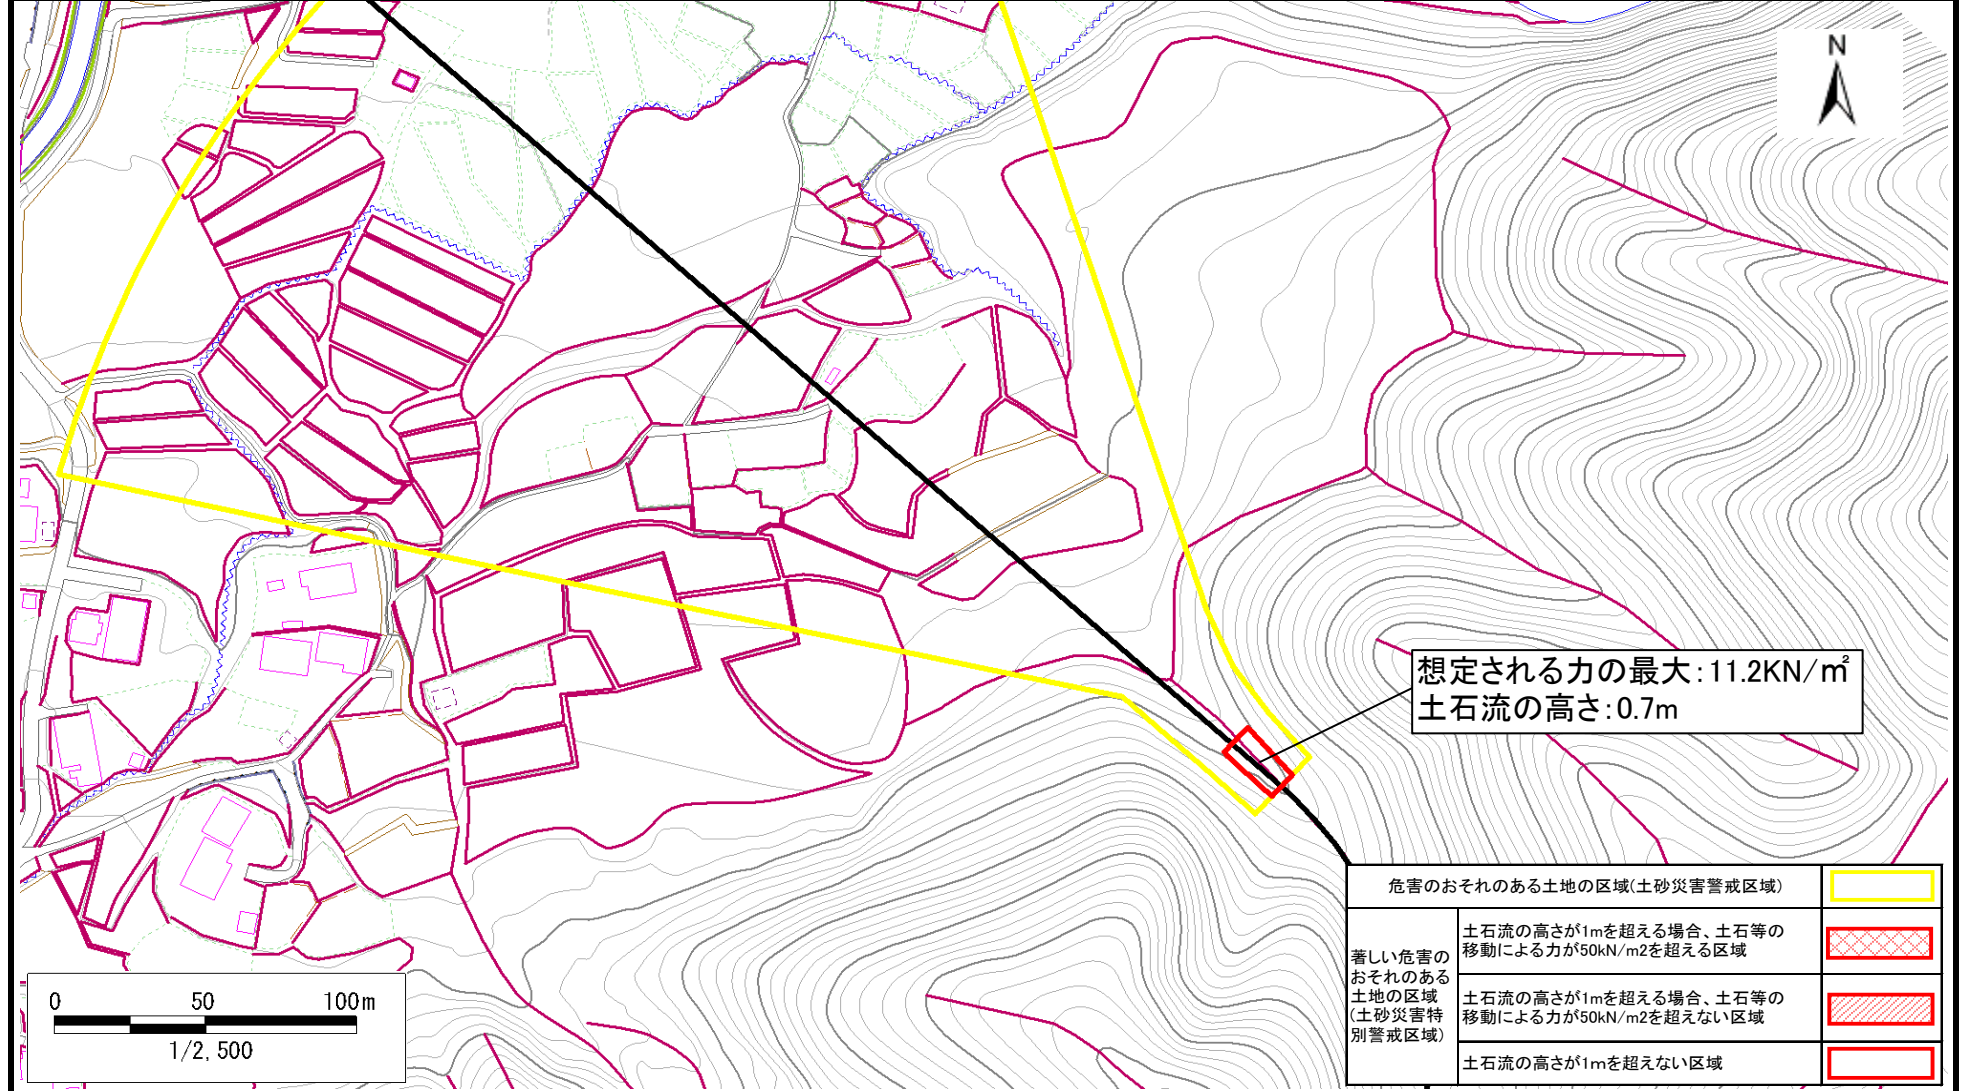 N
想定される力の最大:11.2KN/㎡
土石流の高さ:0.7m
危害のおそれのある土地の区域(土砂災害警戒区域)
著しい危害の
おそれのある
土地の区域
(土砂災害特
別警戒区域)
土石流の高さが1mを超える場合、土石等の
移動による力が50kN/m2を超える区域
土石流の高さが1mを超える場合、土石等の
移動による力が50kN/m2を超えない区域
土石流の高さが1mを超えない区域
0 50 100m
1/2,500